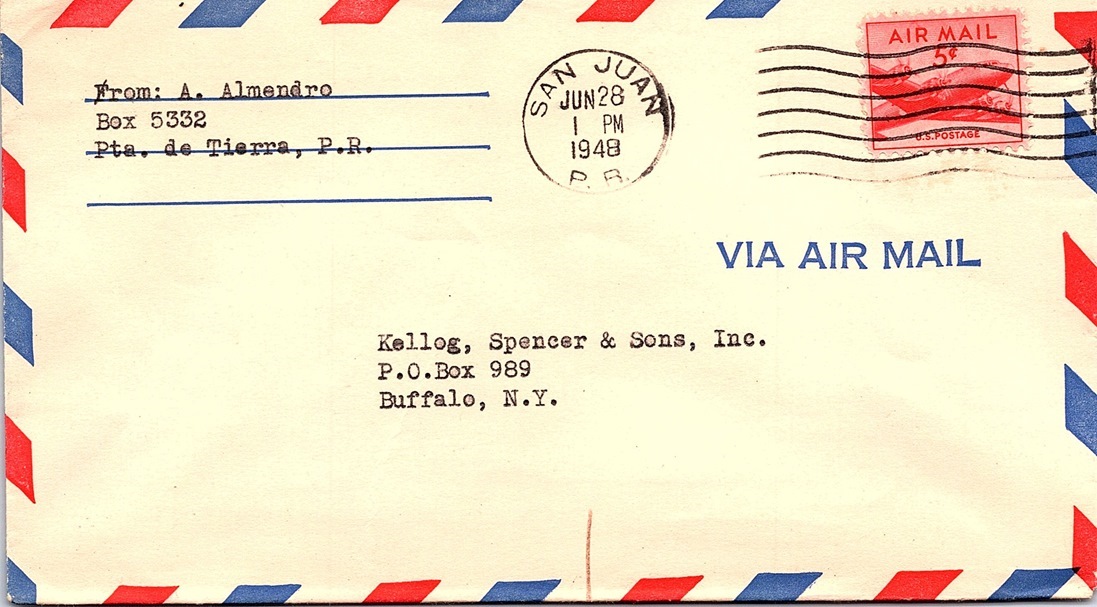 From: A. Almendro
Box 5332
Pta. de Tierra, P.R.
SAN JUAN
JUN 28
1 PM
1948
P. R.
AIR MAIL
5¢
U.S. POSTAGE
VIA AIR MAIL
Kellog, Spencer & Sons, Inc.
P.O.Box 989
Buffalo, N.Y.